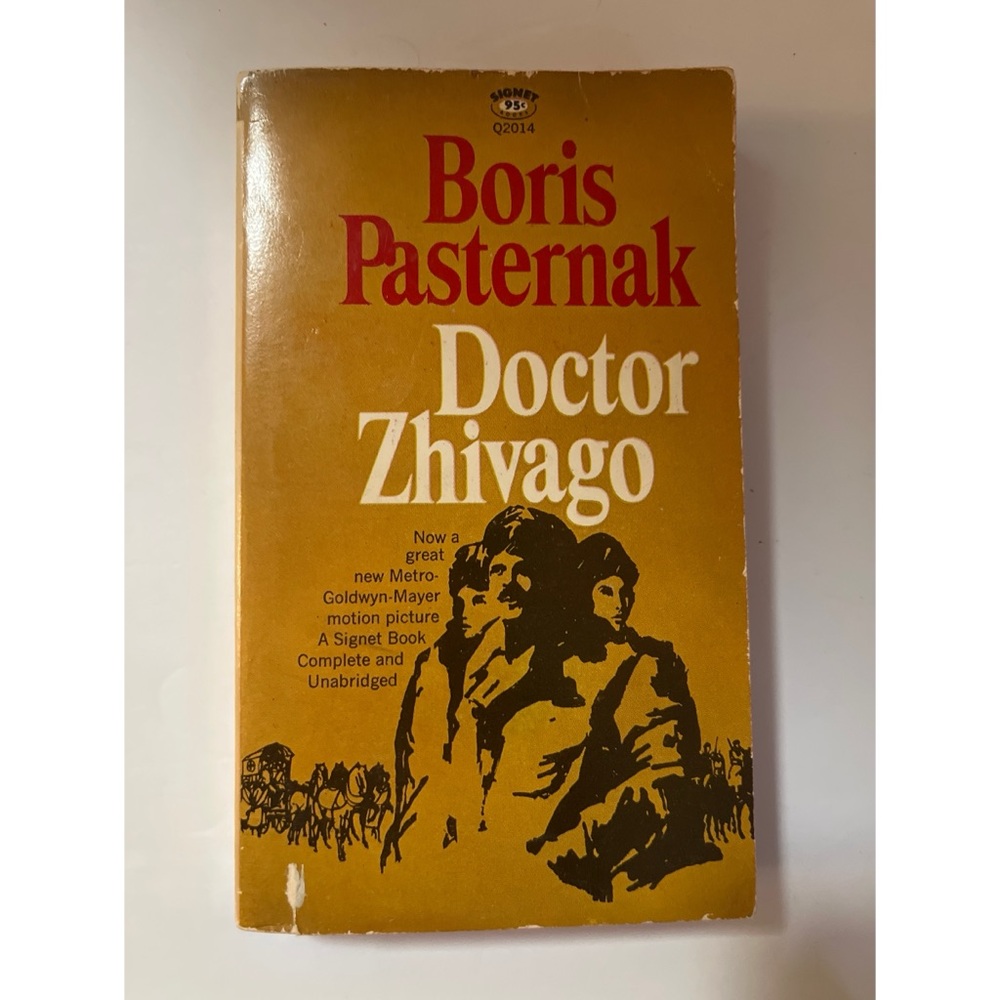 SIGNET
95¢
BOOKS
Q2014
Boris
Pasternak
Doctor
Zhivago
Now a
great
new Metro-
Goldwyn-Mayer
motion picture
A Signet Book
Complete and
Unabridged